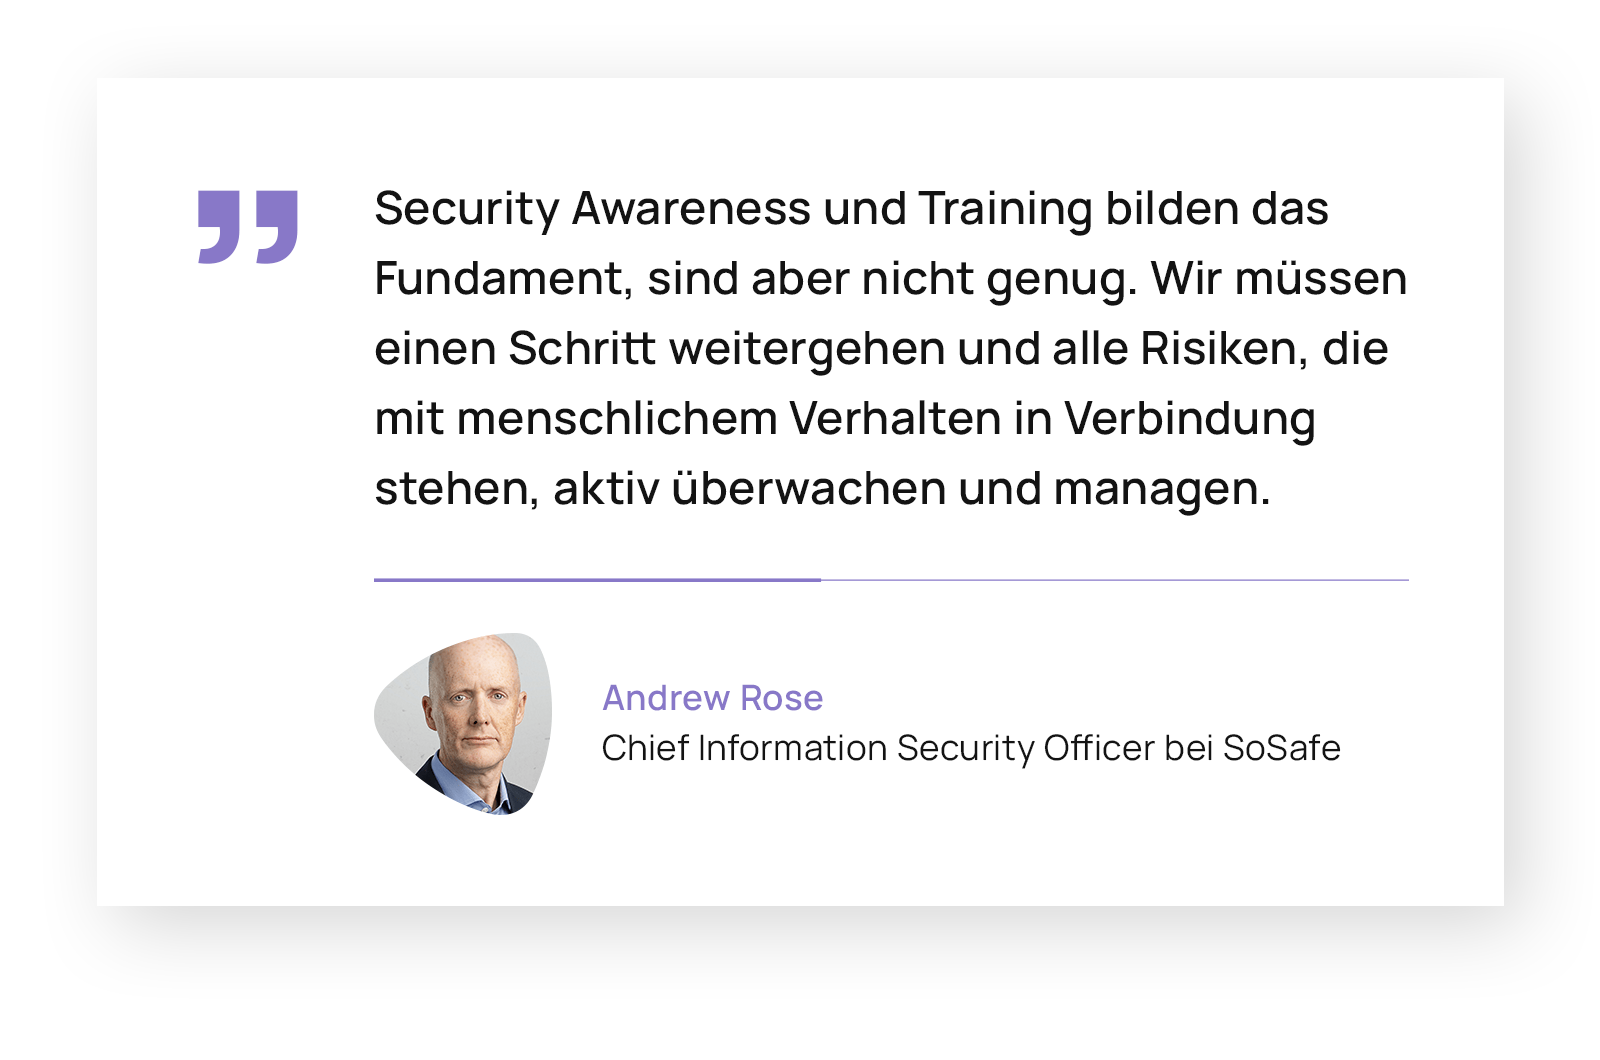 ”
Security Awareness und Training bilden das
Fundament, sind aber nicht genug. Wir müssen
einen Schritt weitergehen und alle Risiken, die
mit menschlichem Verhalten in Verbindung
stehen, aktiv überwachen und managen.
Andrew Rose
Chief Information Security Officer bei SoSafe